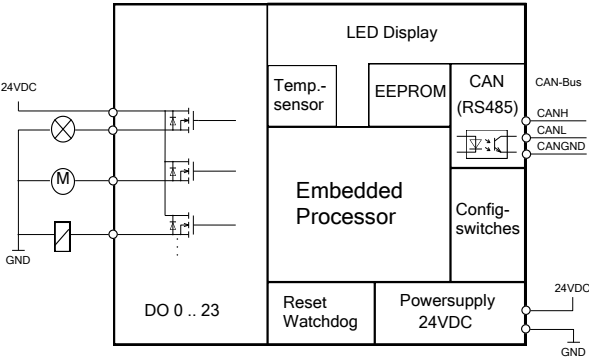 LED Display
Temp.-
sensor
EEPROM
CAN
(RS485)
CAN-Bus
CANH
CANL
CANGND
24VDC
M
GND
Embedded
Processor
Config-
switches
DO 0 .. 23
Reset
Watchdog
Powersupply
24VDC
24VDC
GND